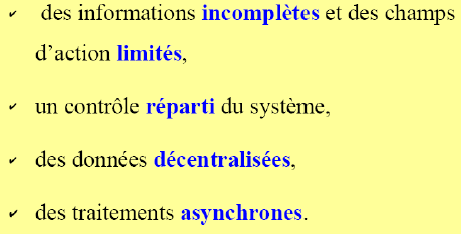 ✔ des informations incomplètes et des champs
d’action limités,
✔ un contrôle réparti du système,
✔ des données décentralisées,
✔ des traitements asynchrones.